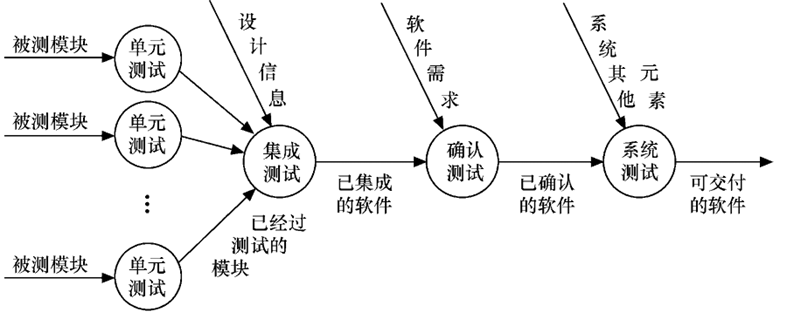 被测模块
单元
测试
被测模块
单元
测试
...
被测模块
单元
测试
已经过
测试的
模块
设计信息
集成
测试
已集成
的软件
软件需求
确认
测试
已确认
的软件
系统其他元素
系统
测试
可交付
的软件